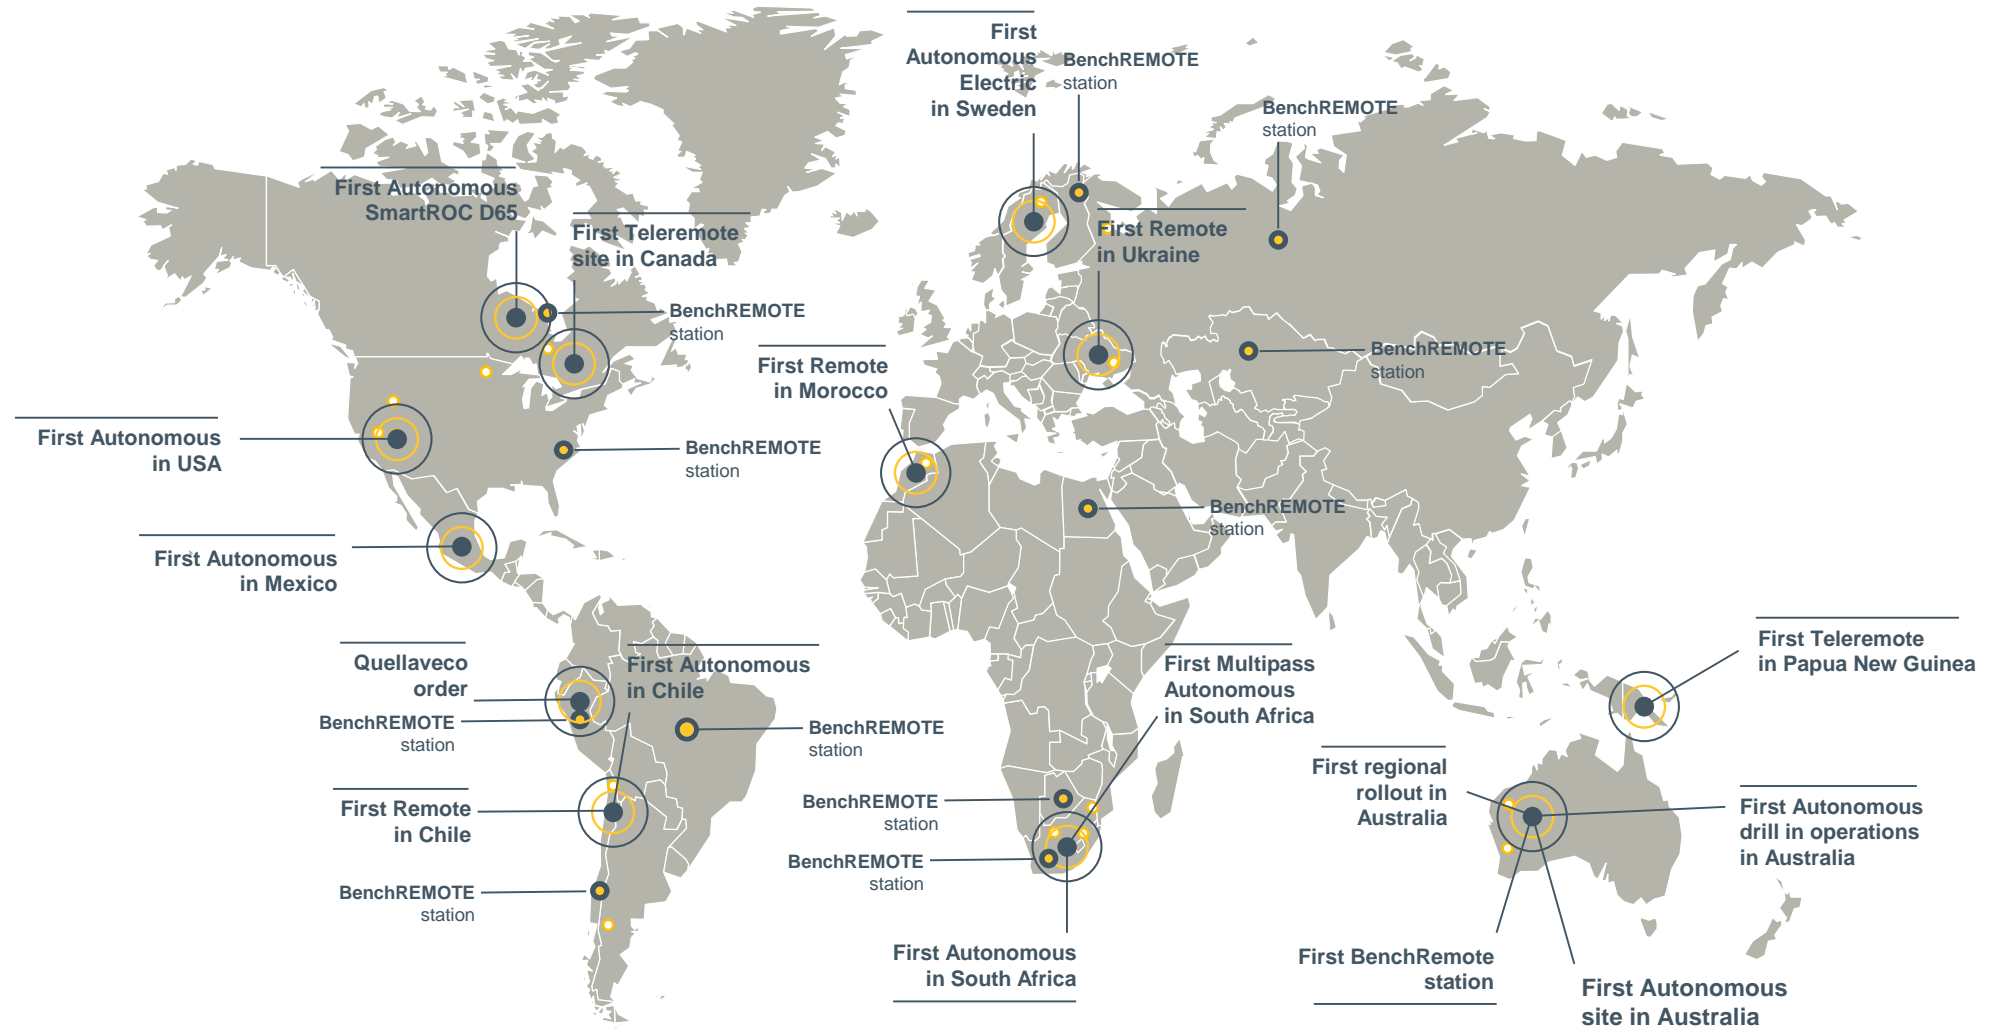 First
Autonomous
Electric
in Sweden
BenchREMOTE
station
BenchREMOTE
station
First Autonomous
SmartROC D65
First Teleremote
site in Canada
First Remote
in Ukraine
BenchREMOTE
station
First Remote
in Morocco
BenchREMOTE
station
First Autonomous
in USA
BenchREMOTE
station
BenchREMOTE
station
First Autonomous
in Mexico
Quellaveco
order
First Autonomous
in Chile
First Multipass
Autonomous
in South Africa
First Teleremote
in Papua New Guinea
BenchREMOTE
station
BenchREMOTE
station
First regional
rollout in
Australia
First Remote
in Chile
BenchREMOTE
station
First Autonomous
drill in operations
in Australia
BenchREMOTE
station
BenchREMOTE
station
First Autonomous
in South Africa
First BenchRemote
station
First Autonomous
site in Australia